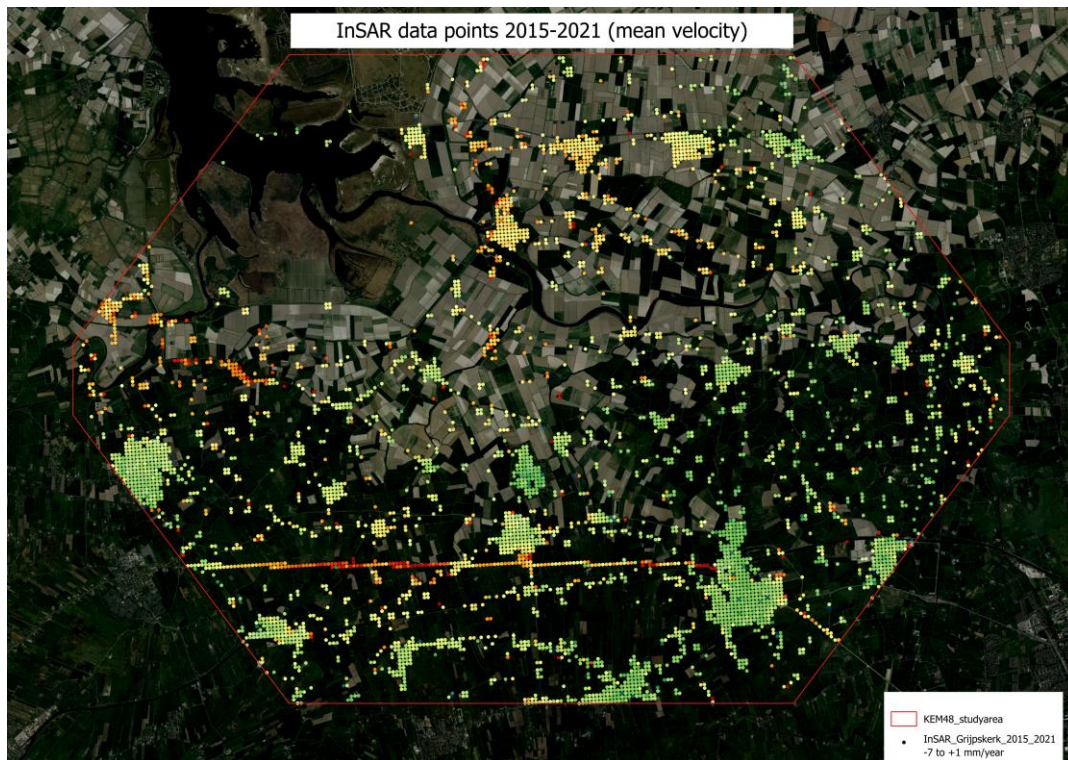 InSAR data points 2015-2021 (mean velocity)
KEM48_studyarea
InSAR_Grijpskerk_2015_2021
-7 to +1 mm/year